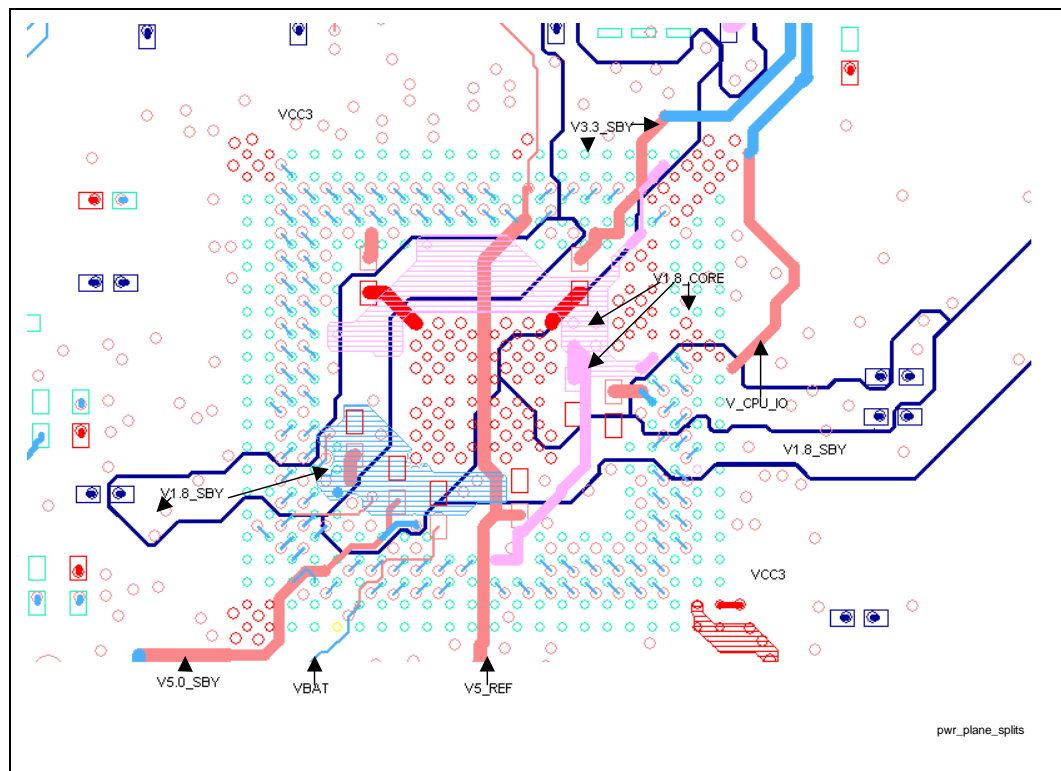 VCC3
V3.3_SBY
V1.8_CORE
V_CPU_IO
V1.8_SBY
V1.8_SBY
VCC3
V5.0_SBY
VBAT
V5_REF
pwr_plane_splits